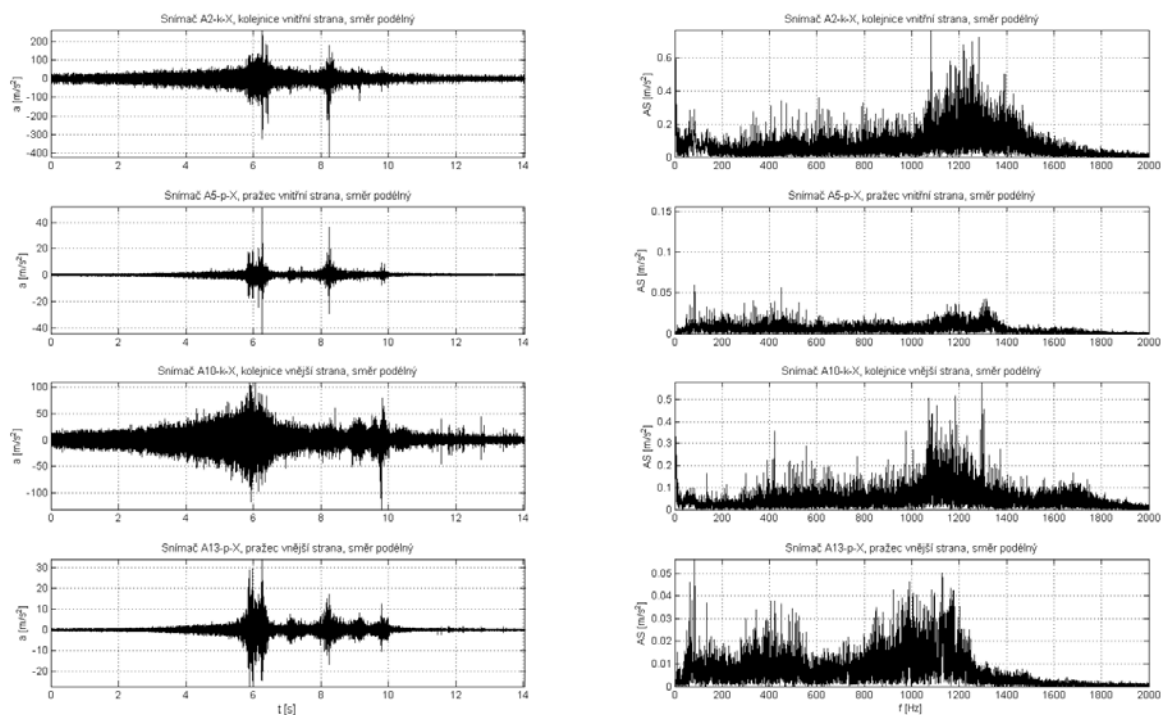 Snímač A2-k-X, kolejnice vnitřní strana, směr podélný
200
100
0
-100
-200
-300
-400
a [m/s²]
0 2 4 6 8 10 12 14
Snímač A2-k-X, kolejnice vnitřní strana, směr podélný
0.6
0.4
0.2
0
AS [m/s²]
0 200 400 600 800 1000 1200 1400 1600 1800 2000
Snímač A5-p-X, pražec vnitřní strana, směr podélný
40
20
0
-20
-40
a [m/s²]
0 2 4 6 8 10 12 14
Snímač A5-p-X, pražec vnitřní strana, směr podélný
0.15
0.1
0.05
0
AS [m/s²]
0 200 400 600 800 1000 1200 1400 1600 1800 2000
Snímač A10-k-X, kolejnice vnější strana, směr podélný
100
50
0
-50
-100
a [m/s²]
0 2 4 6 8 10 12 14
Snímač A10-k-X, kolejnice vnější strana, směr podélný
0.5
0.4
0.3
0.2
0.1
0
AS [m/s²]
0 200 400 600 800 1000 1200 1400 1600 1800 2000
Snímač A13-p-X, pražec vnější strana, směr podélný
30
20
10
0
-10
-20
a [m/s²]
0 2 4 6 8 10 12 14
t [s]
Snímač A13-p-X, pražec vnější strana, směr podélný
0.05
0.04
0.03
0.02
0.01
0
AS [m/s²]
0 200 400 600 800 1000 1200 1400 1600 1800 2000
f [Hz]